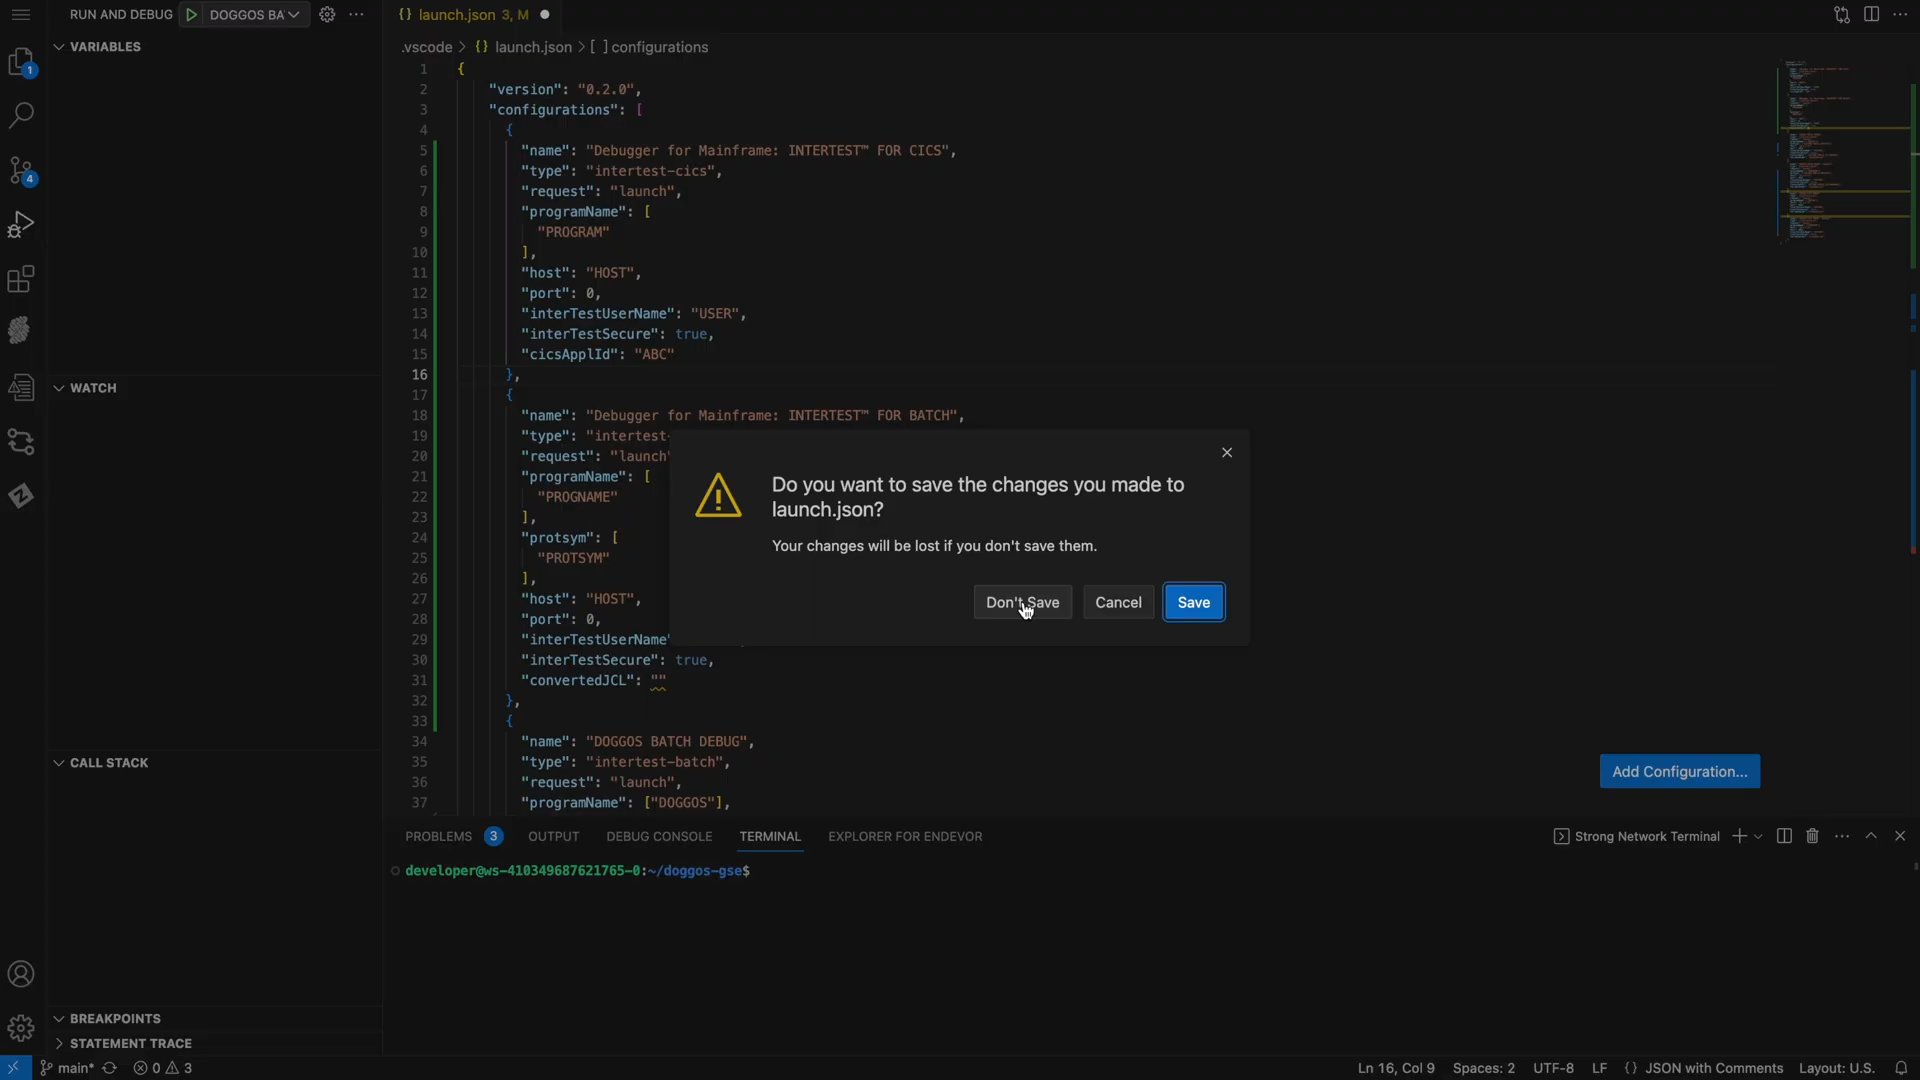 RUN AND DEBUG DOGGOS BA
launch.json 3, M
VARIABLES
.vscode > {} launch.json > [ ] configurations
1 {
2 "version": "0.2.0",
3 "configurations": [
4 {
5 "name": "Debugger for Mainframe: INTERTEST™ FOR CICS",
6 "type": "intertest-cics",
7 "request": "launch",
8 "programName": [
9 "PROGRAM"
10 ],
11 "host": "HOST",
12 "port": 0,
13 "interTestUserName": "USER",
14 "interTestSecure": true,
15 "cicsApplId": "ABC"
16 },
17 {
18 "name": "Debugger for Mainframe: INTERTEST™ FOR BATCH",
19 "type": "intertest-
20 "request": "launch"
21 "programName": [
22 "PROGNAME"
23 ],
24 "protsym": [
25 "PROTSYM"
26 ],
27 "host": "HOST",
28 "port": 0,
29 "interTestUserName"
30 "interTestSecure": true,
31 "convertedJCL": ""
32 },
33 {
34 "name": "DOGGOS BATCH DEBUG",
35 "type": "intertest-batch",
36 "request": "launch",
37 "programName": ["DOGGOS"],
1
4
WATCH
CALL STACK
BREAKPOINTS
STATEMENT TRACE
Do you want to save the changes you made to
launch.json?
Your changes will be lost if you don't save them.
Don't Save Cancel Save
Add Configuration...
PROBLEMS 3 OUTPUT DEBUG CONSOLE TERMINAL EXPLORER FOR ENDEVOR Strong Network Terminal
developer@ws-410349687621765-0:~/doggos-gse$
main* 0 3 Ln 16, Col 9 Spaces: 2 UTF-8 LF {} JSON with Comments Layout: U.S.